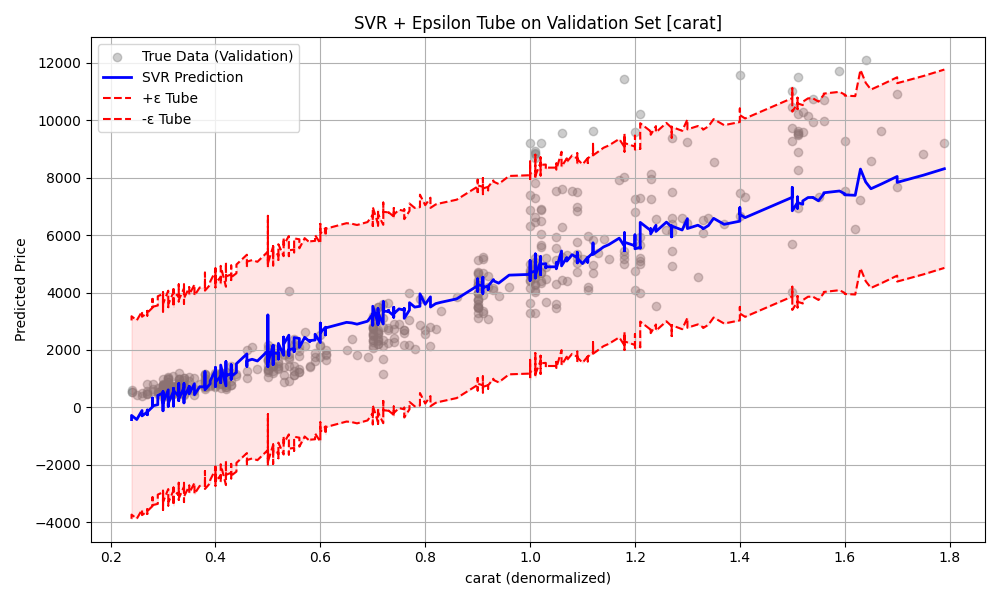 SVR + Epsilon Tube on Validation Set [carat]
True Data (Validation)
SVR Prediction
+ε Tube
-ε Tube
Predicted Price
12000
10000
8000
6000
4000
2000
0
−2000
−4000
0.2 0.4 0.6 0.8 1.0 1.2 1.4 1.6 1.8
carat (denormalized)